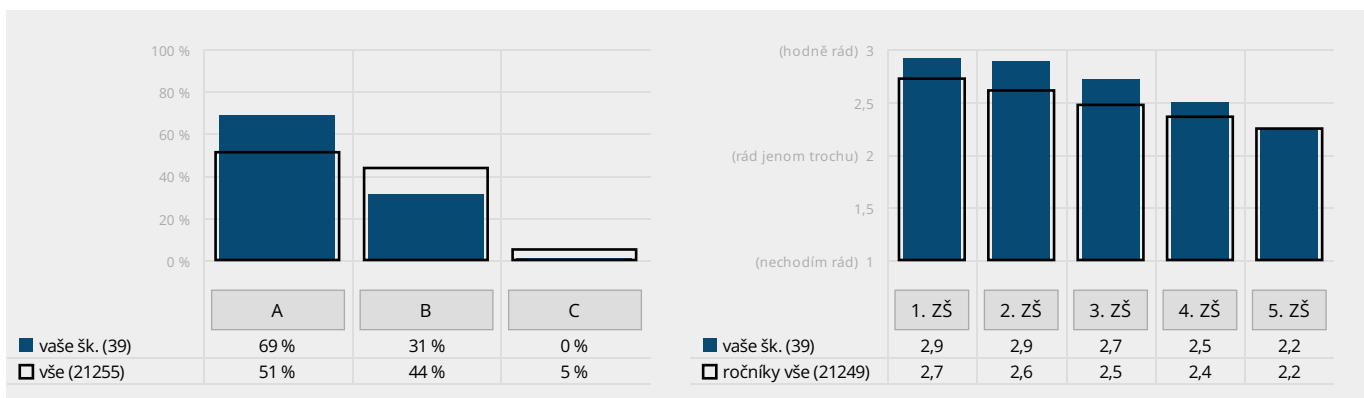 100 %
80 %
60 %
40 %
20 %
0 %
A B C
vaše šk. (39) 69 % 31 % 0 %
vše (21255) 51 % 44 % 5 %
(hodně rád) 3
2,5
(rád jenom trochu) 2
1,5
(nechodím rád) 1
1. ZŠ 2. ZŠ 3. ZŠ 4. ZŠ 5. ZŠ
vaše šk. (39) 2,9 2,9 2,7 2,5 2,2
ročníky vše (21249) 2,7 2,6 2,5 2,4 2,2